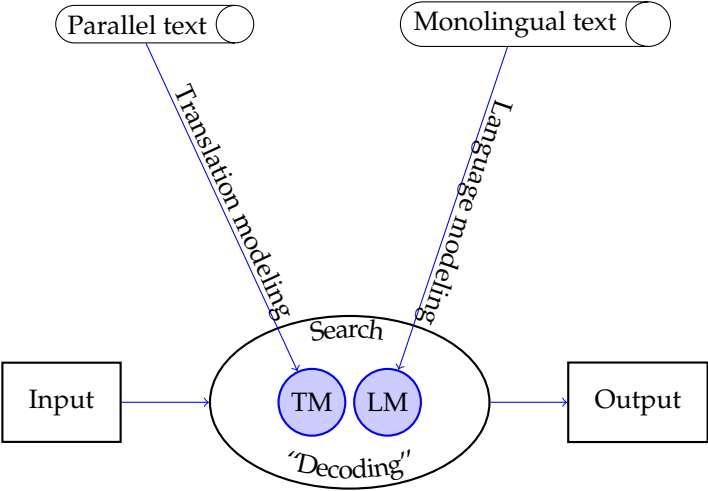 Parallel text
Monolingual text
Translation modeling
Language modeling
Search
Input
TM
LM
Output
“Decoding”